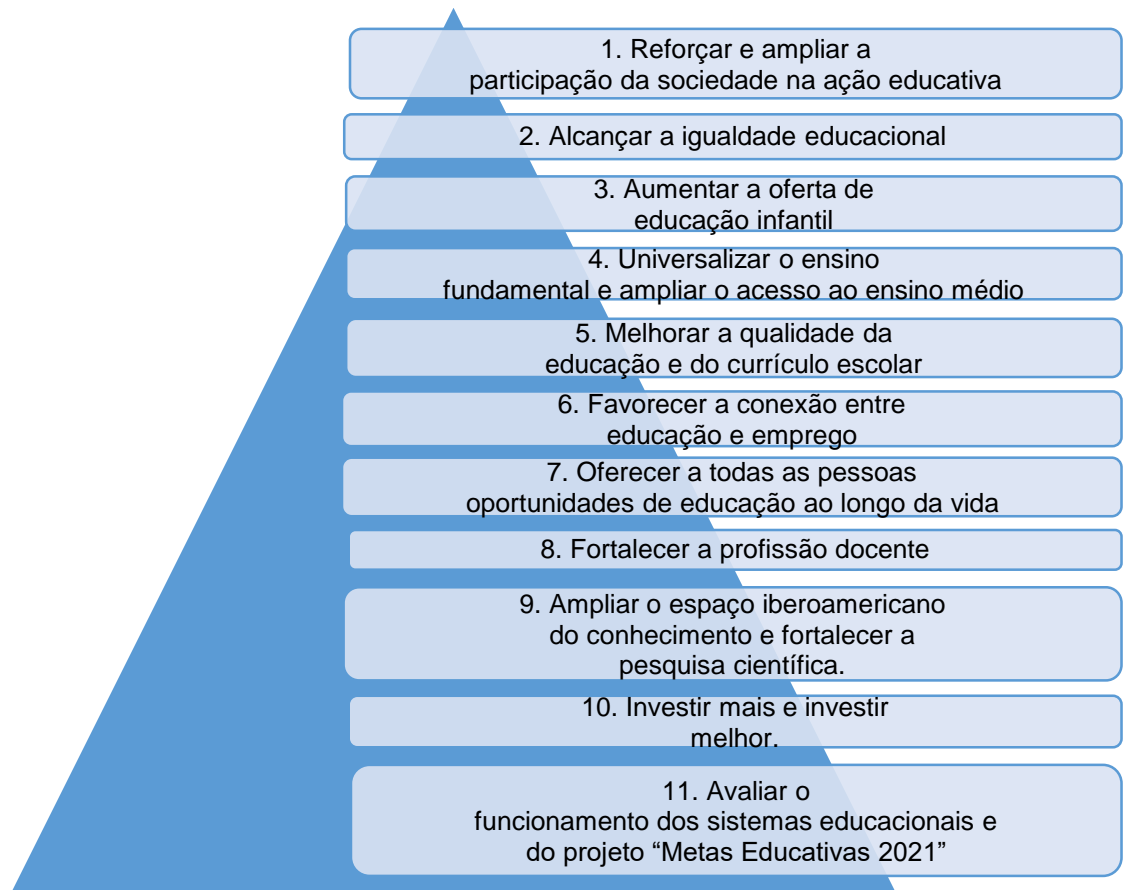 1. Reforçar e ampliar a
participação da sociedade na ação educativa
2. Alcançar a igualdade educacional
3. Aumentar a oferta de
educação infantil
4. Universalizar o ensino
fundamental e ampliar o acesso ao ensino médio
5. Melhorar a qualidade da
educação e do currículo escolar
6. Favorecer a conexão entre
educação e emprego
7. Oferecer a todas as pessoas
oportunidades de educação ao longo da vida
8. Fortalecer a profissão docente
9. Ampliar o espaço iberoamericano
do conhecimento e fortalecer a
pesquisa científica.
10. Investir mais e investir
melhor.
11. Avaliar o
funcionamento dos sistemas educacionais e
do projeto “Metas Educativas 2021”